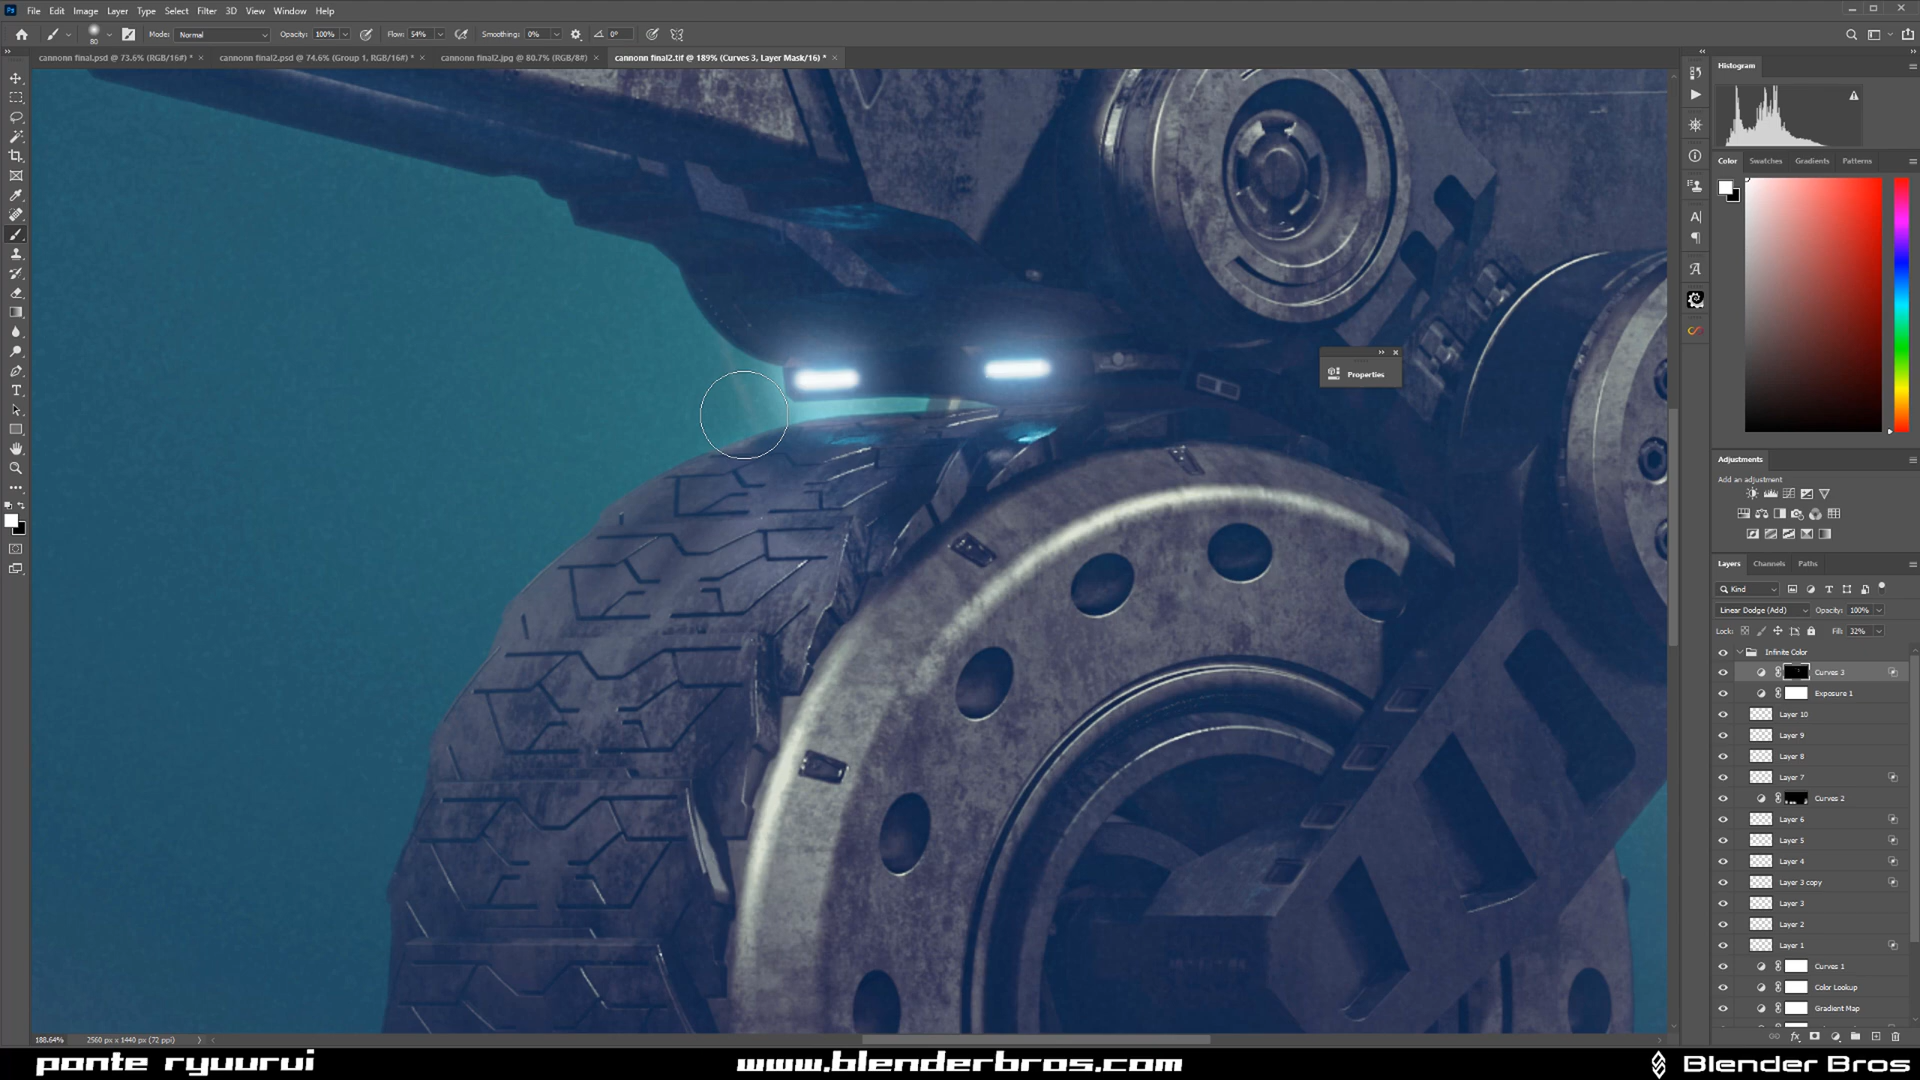 Ps File Edit Image Layer Type Select Filter 3D View Window Help
80 Mode: Normal Opacity: 100% Flow: 54% Smoothing: 0% 0°
cannonn final.psd @ 73.6% (RGB/16#) * × cannonn final2.psd @ 74.6% (Group 1, RGB/16#) * × cannonn final2.jpg @ 80.7% (RGB/8#) × cannonn final2.tif @ 189% (Curves 3, Layer Mask/16) * ×
Histogram
Color Swatches Gradients Patterns
Properties
Adjustments
Add an adjustment
Layers Channels Paths
Kind
Linear Dodge (Add) Opacity: 100%
Lock: Fill: 32%
Infinite Color
Curves 3
Exposure 1
Layer 10
Layer 9
Layer 8
Layer 7
Curves 2
Layer 6
Layer 5
Layer 4
Layer 3 copy
Layer 3
Layer 2
Layer 1
Curves 1
Color Lookup
Gradient Map
188.64% 2560 px x 1440 px (72 ppi)
ponte ryuurui www.blenderbros.com Blender Bros